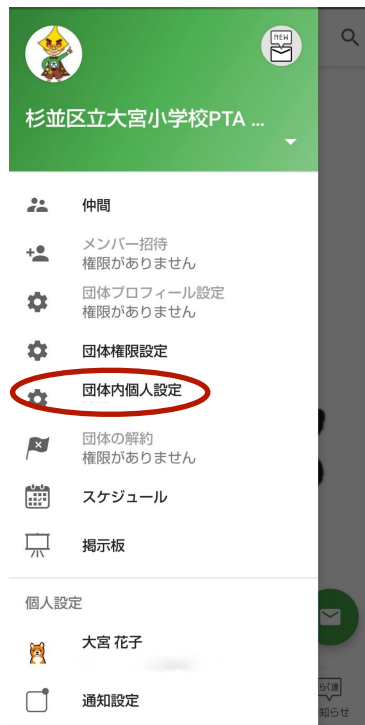 NEW
杉並区立大宮小学校PTA ...
仲間
メンバー招待
権限がありません
団体プロフィール設定
権限がありません
団体権限設定
団体内個人設定
団体の解約
権限がありません
スケジュール
掲示板
個人設定
大宮 花子
通知設定
知らせ